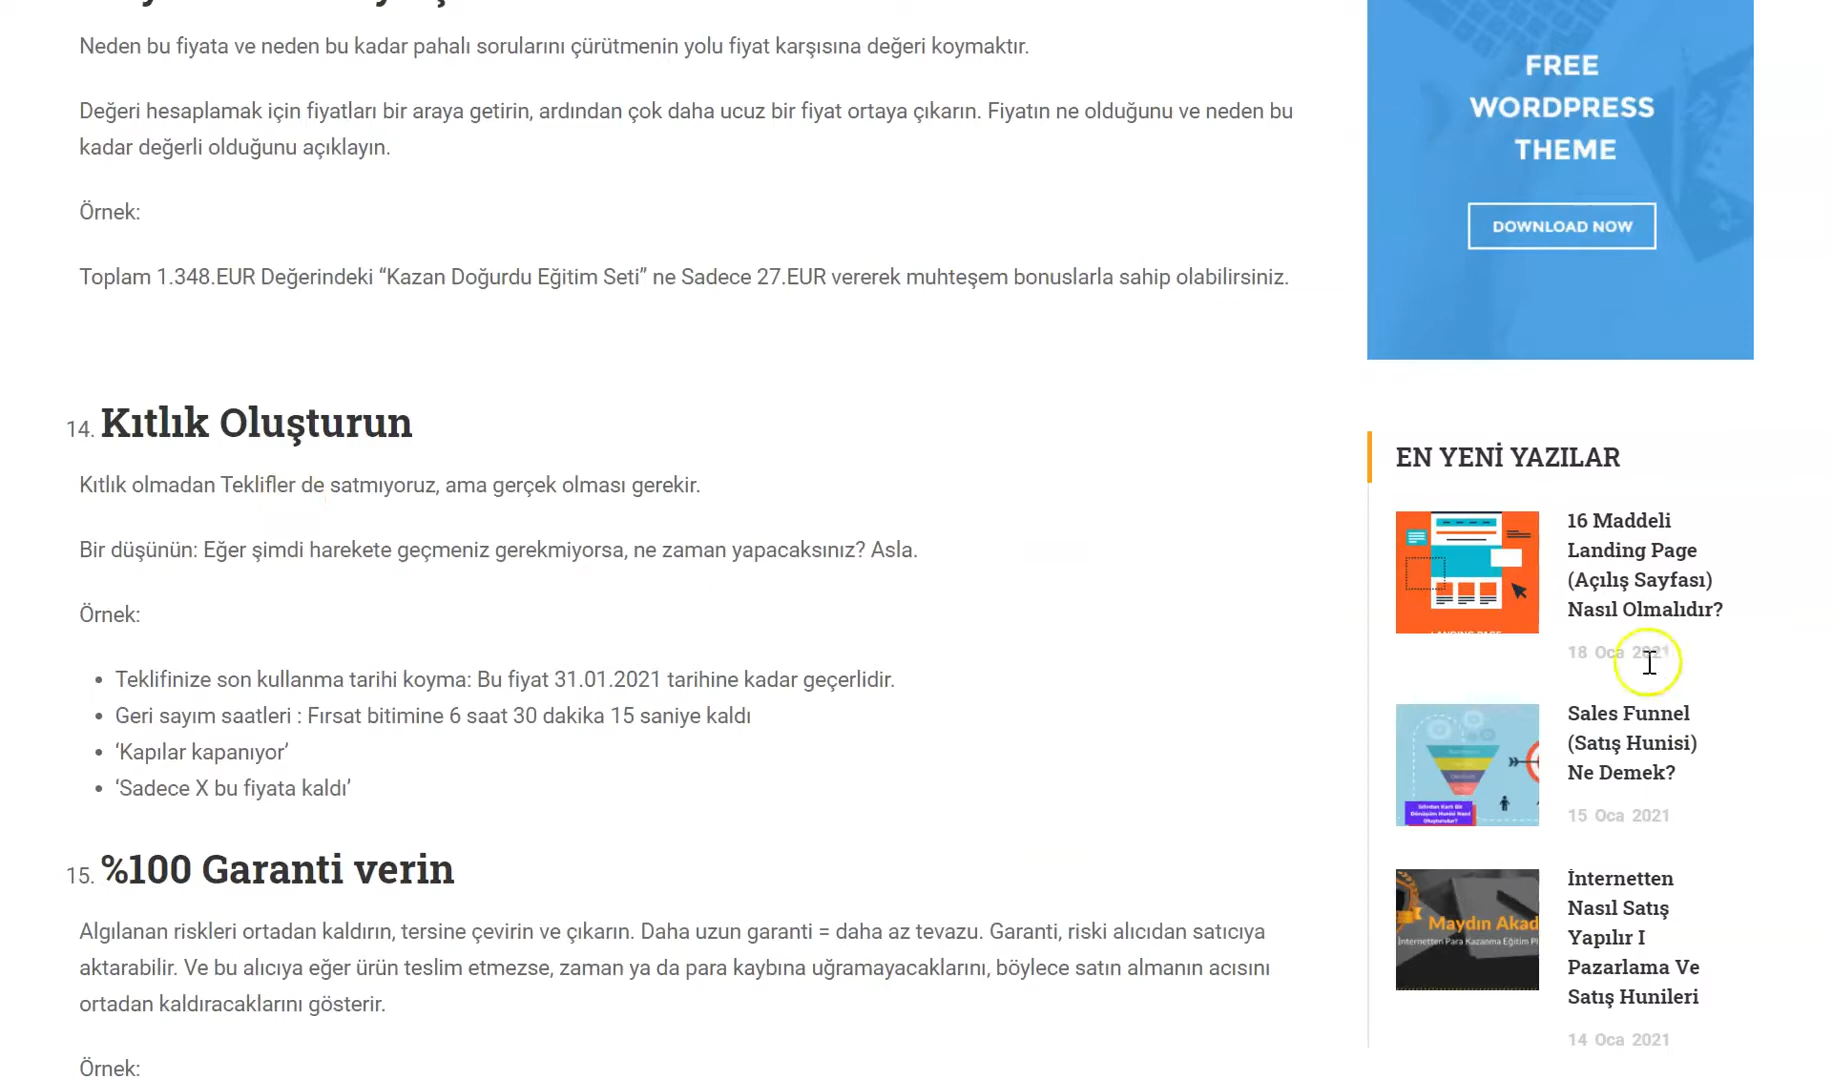 Neden bu fiyata ve neden bu kadar pahalı sorularını çürütmenin yolu fiyat karşısına değeri koymaktır.
Değeri hesaplamak için fiyatları bir araya getirin, ardından çok daha ucuz bir fiyat ortaya çıkarın. Fiyatın ne olduğunu ve neden bu
kadar değerli olduğunu açıklayın.
Örnek:
Toplam 1.348.EUR Değerindeki “Kazan Doğurdu Eğitim Seti” ne Sadece 27.EUR vererek muhteşem bonuslarla sahip olabilirsiniz.
14. Kıtlık Oluşturun
Kıtlık olmadan Teklifler de satmıyoruz, ama gerçek olması gerekir.
Bir düşünün: Eğer şimdi harekete geçmeniz gerekmiyorsa, ne zaman yapacaksınız? Asla.
Örnek:
• Teklifinize son kullanma tarihi koyma: Bu fiyat 31.01.2021 tarihine kadar geçerlidir.
• Geri sayım saatleri : Fırsat bitimine 6 saat 30 dakika 15 saniye kaldı
• ‘Kapılar kapanıyor’
• ‘Sadece X bu fiyata kaldı’
15. %100 Garanti verin
Algılanan riskleri ortadan kaldırın, tersine çevirin ve çıkarın. Daha uzun garanti = daha az tevazu. Garanti, riski alıcıdan satıcıya
aktarabilir. Ve bu alıcıya eğer ürün teslim etmezse, zaman ya da para kaybına uğramayacaklarını, böylece satın almanın acısını
ortadan kaldıracaklarını gösterir.
Örnek:
FREE
WORDPRESS
THEME
DOWNLOAD NOW
EN YENİ YAZILAR
16 Maddeli
Landing Page
(Açılış Sayfası)
Nasıl Olmalıdır?
18 Oca 2021
Sales Funnel
(Satış Hunisi)
Ne Demek?
15 Oca 2021
Maydın Akad
İnternetten Para Kazanma Eğitim Pl
İnternetten
Nasıl Satış
Yapılır I
Pazarlama Ve
Satış Hunileri
14 Oca 2021